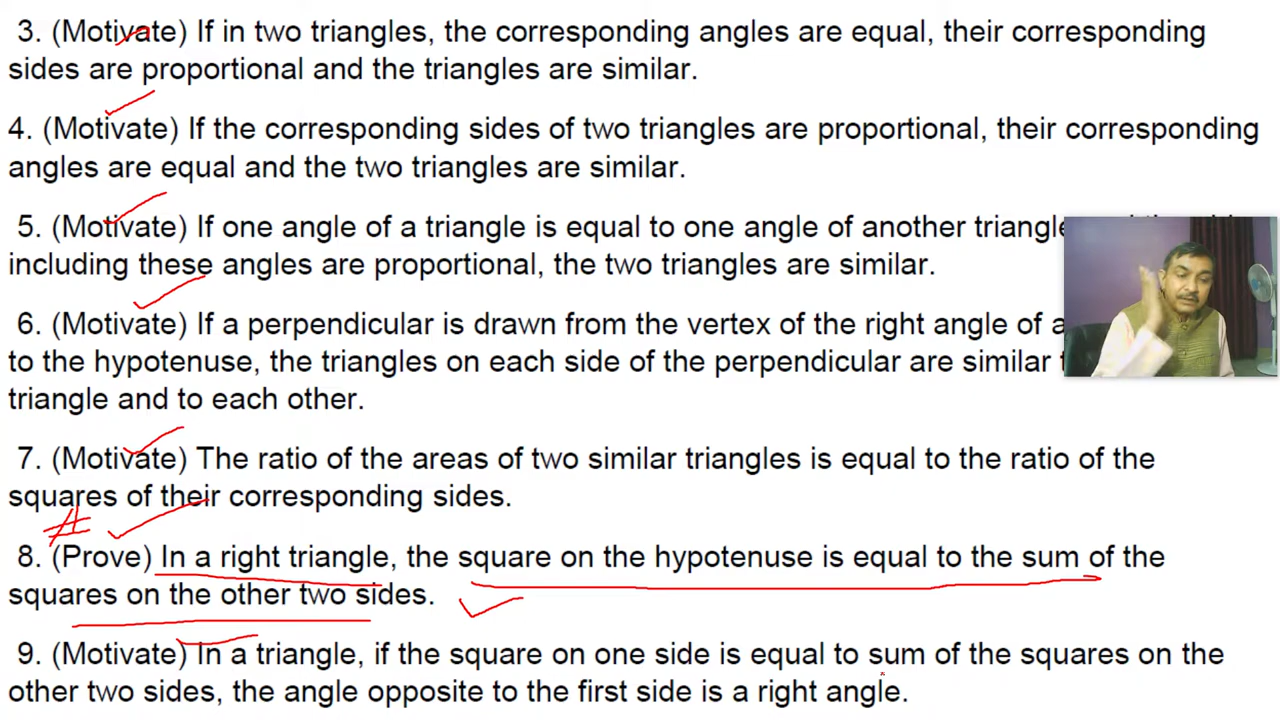 3. (Motivate) If in two triangles, the corresponding angles are equal, their corresponding
sides are proportional and the triangles are similar.
4. (Motivate) If the corresponding sides of two triangles are proportional, their corresponding
angles are equal and the two triangles are similar.
5. (Motivate) If one angle of a triangle is equal to one angle of another
including these angles are proportional, the two triangles are similar.
6. (Motivate) If a perpendicular is drawn from the vertex of the right angle of a
to the hypotenuse, the triangles on each side of the perpendicular are similar
triangle and to each other.
7. (Motivate) The ratio of the areas of two similar triangles is equal to the ratio of the
squares of their corresponding sides.
8. (Prove) In a right triangle, the square on the hypotenuse is equal to the sum of the
squares on the other two sides.
9. (Motivate) In a triangle, if the square on one side is equal to sum of the squares on the
other two sides, the angle opposite to the first side is a right angle.